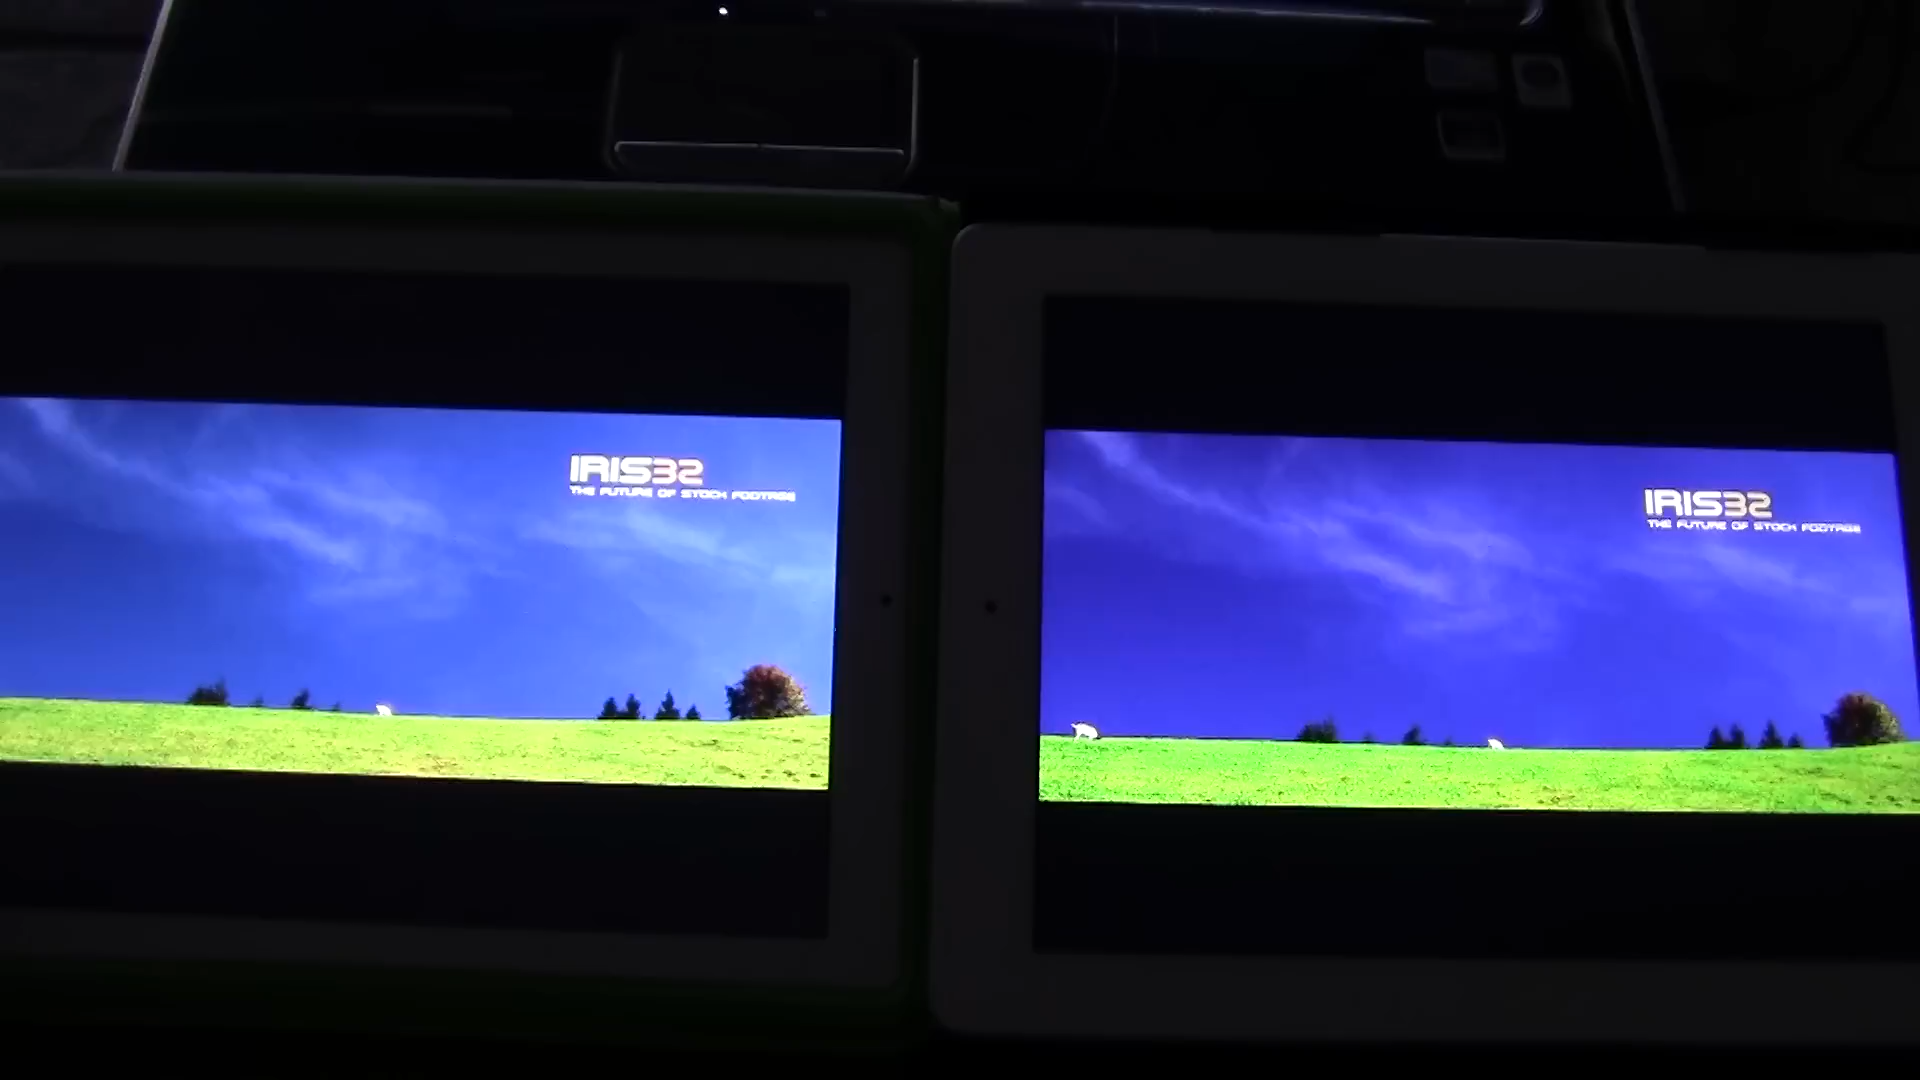 IRIS32
THE FUTURE OF STOCK FOOTAGE
IRIS32
THE FUTURE OF STOCK FOOTAGE